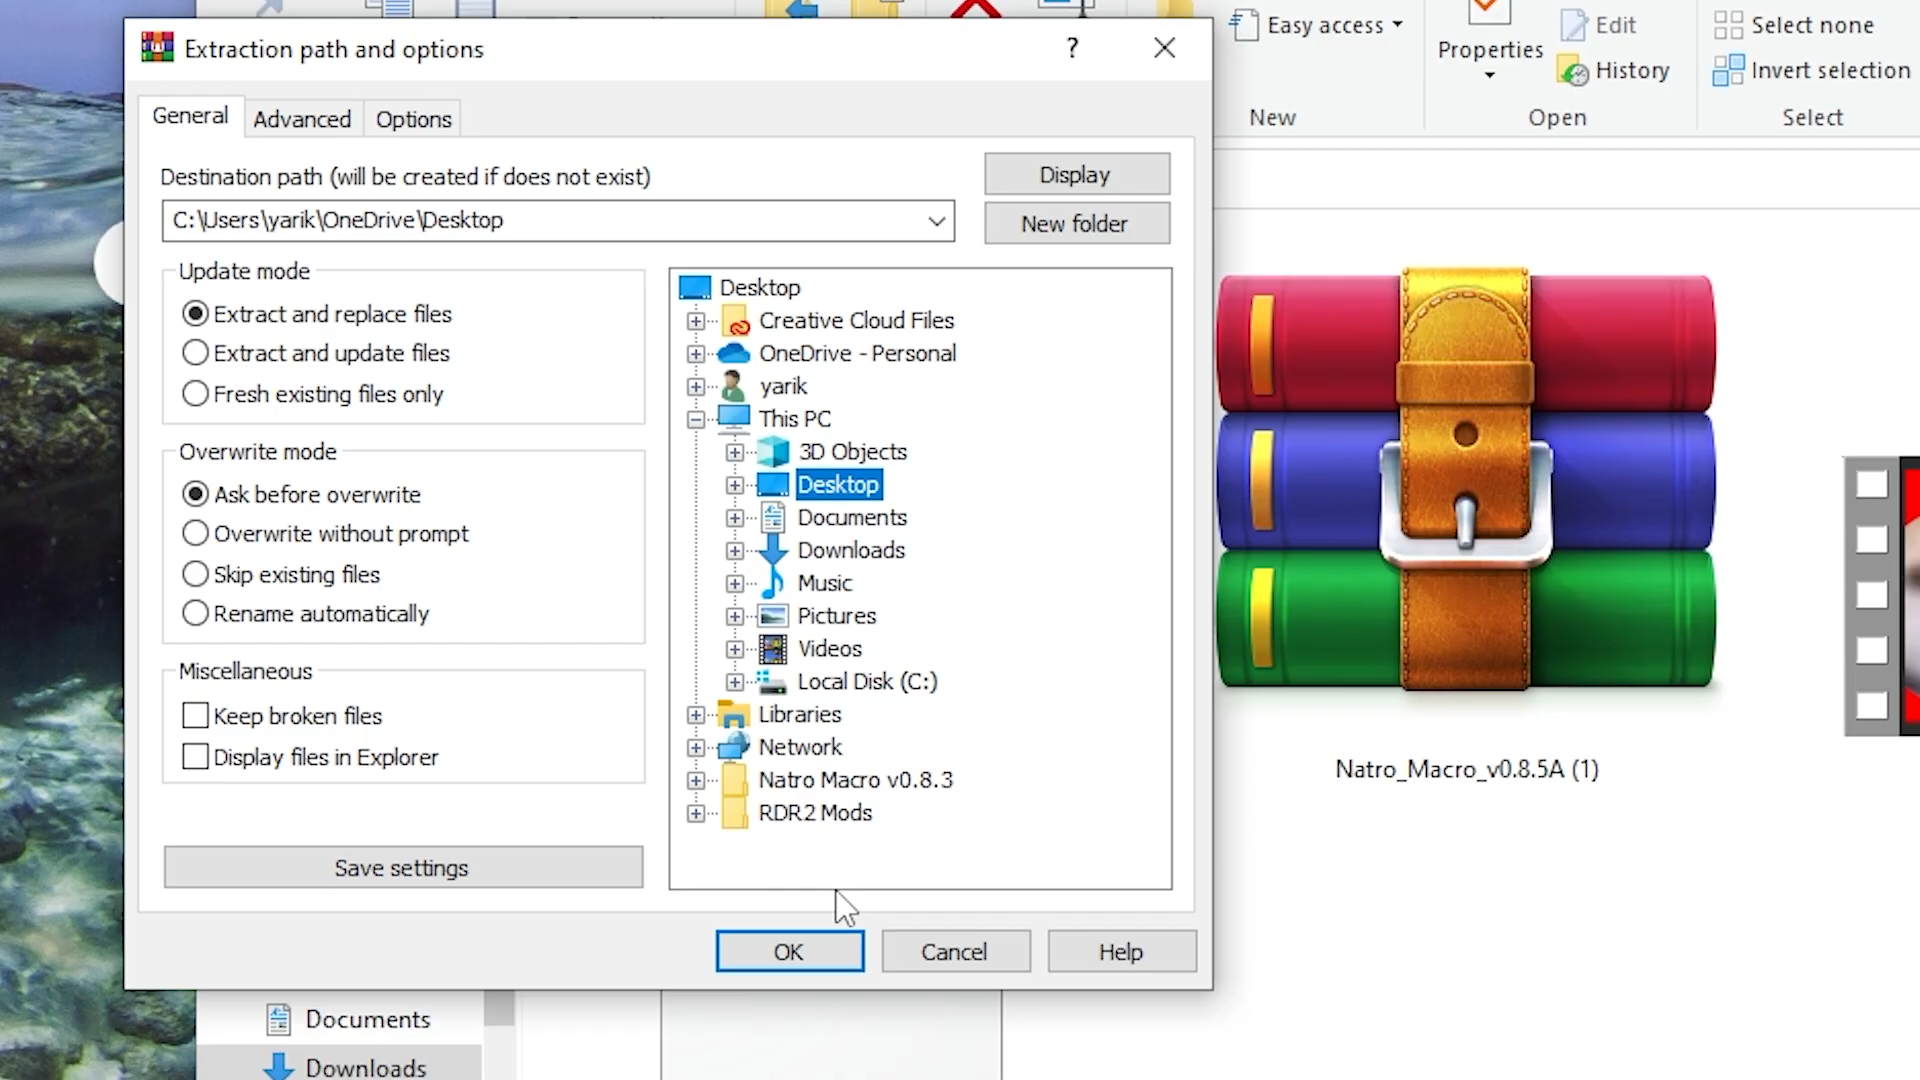 Extraction path and options
?
General
Advanced
Options
Destination path (will be created if does not exist)
Display
C:\Users\yarik\OneDrive\Desktop
New folder
Update mode
Extract and replace files
Extract and update files
Fresh existing files only
Overwrite mode
Ask before overwrite
Overwrite without prompt
Skip existing files
Rename automatically
Miscellaneous
Keep broken files
Display files in Explorer
Save settings
Desktop
Creative Cloud Files
OneDrive - Personal
yarik
This PC
3D Objects
Desktop
Documents
Downloads
Music
Pictures
Videos
Local Disk (C:)
Libraries
Network
Natro Macro v0.8.3
RDR2 Mods
OK
Cancel
Help
Easy access
New
Properties
Edit
History
Open
Select none
Invert selection
Select
Natro_Macro_v0.8.5A (1)
Documents
Downloads